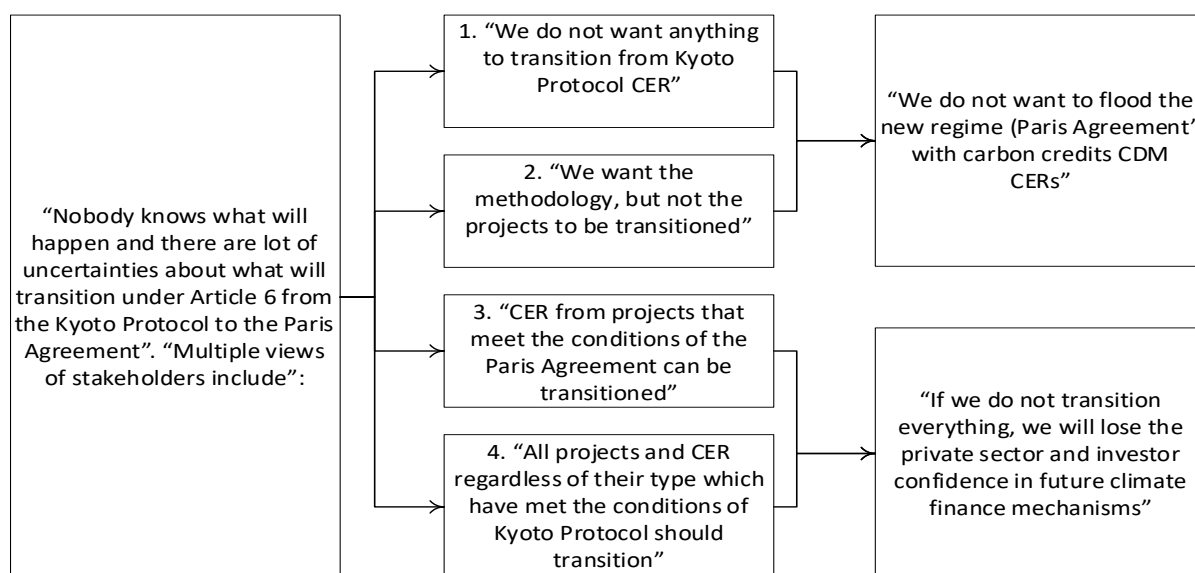 “Nobody knows what will
happen and there are lot of
uncertainties about what will
transition under Article 6 from
the Kyoto Protocol to the Paris
Agreement”. “Multiple views
of stakeholders include”:
1. “We do not want anything
to transition from Kyoto
Protocol CER”
2. “We want the
methodology, but not the
projects to be transitioned”
3. “CER from projects that
meet the conditions of the
Paris Agreement can be
transitioned”
4. “All projects and CER
regardless of their type which
have met the conditions of
Kyoto Protocol should
transition”
“We do not want to flood the
new regime (Paris Agreement”
with carbon credits CDM
CERs”
“If we do not transition
everything, we will lose the
private sector and investor
confidence in future climate
finance mechanisms”